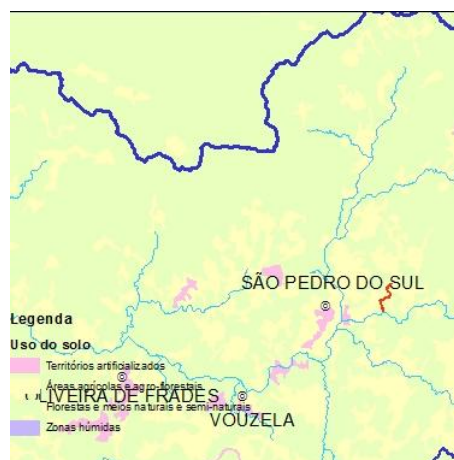 SÃO PEDRO DO SUL
Legenda
Uso do solo
Territórios artificializados
Áreas agrícolas e agro-florestais
OLIVEIRA DE FRADES
Florestas e meios naturais e semi-naturais
VOUZELA
Zonas húmidas